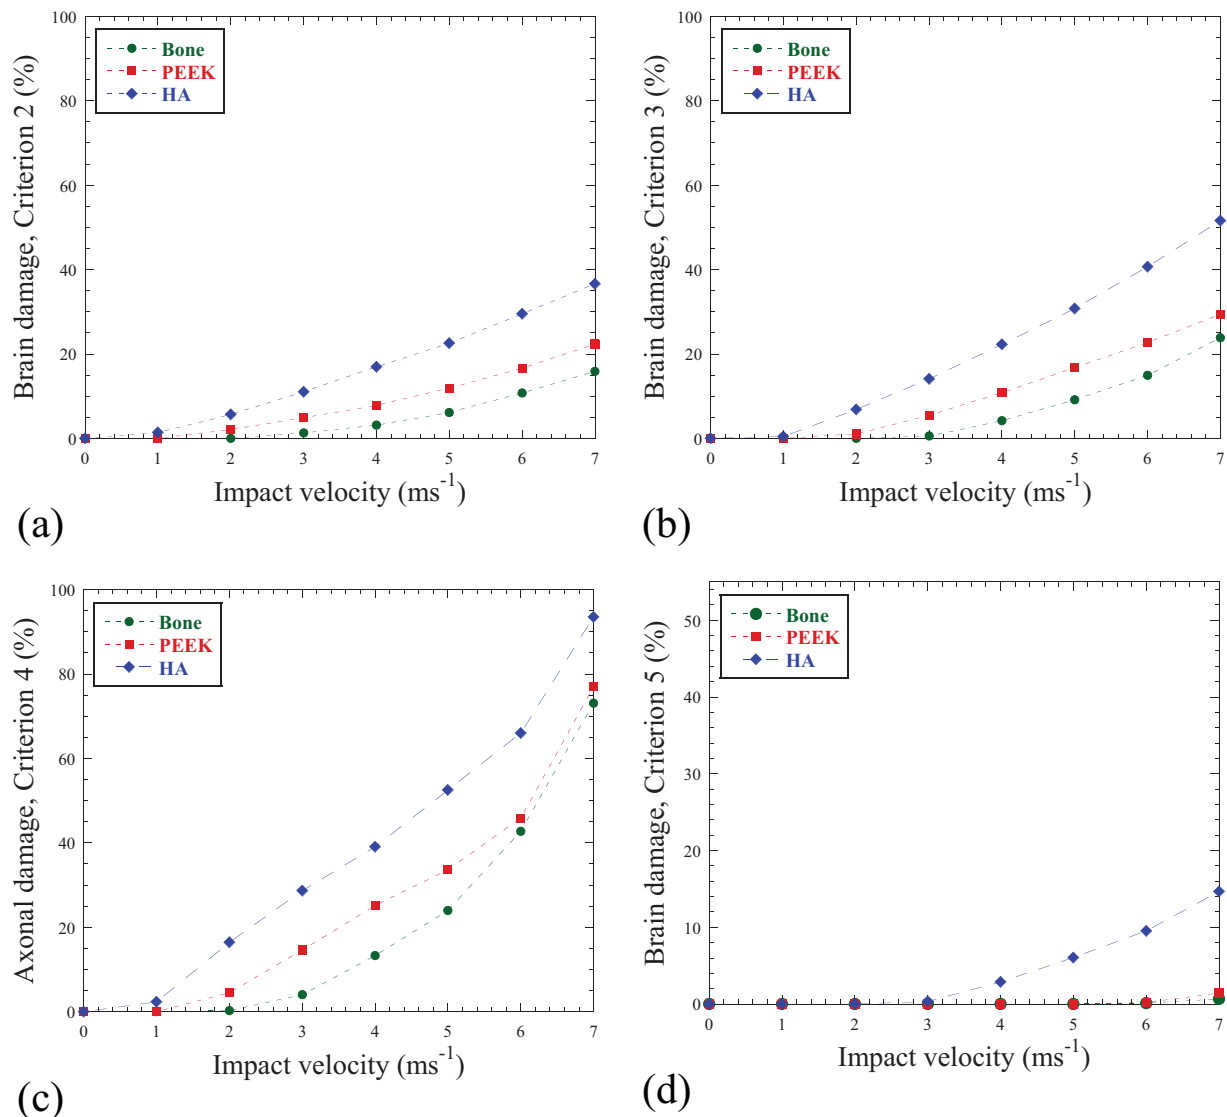 Brain damage, Criterion 2 (%)
100
80
60
40
20
0
Bone
PEEK
HA
0 1 2 3 4 5 6 7
Impact velocity (ms⁻¹)
(a)
Brain damage, Criterion 3 (%)
100
80
60
40
20
0
Bone
PEEK
HA
0 1 2 3 4 5 6 7
Impact velocity (ms⁻¹)
(b)
Axonal damage, Criterion 4 (%)
100
80
60
40
20
0
Bone
PEEK
HA
0 1 2 3 4 5 6 7
Impact velocity (ms⁻¹)
(c)
Brain damage, Criterion 5 (%)
50
40
30
20
10
0
Bone
PEEK
HA
0 1 2 3 4 5 6 7
Impact velocity (ms⁻¹)
(d)